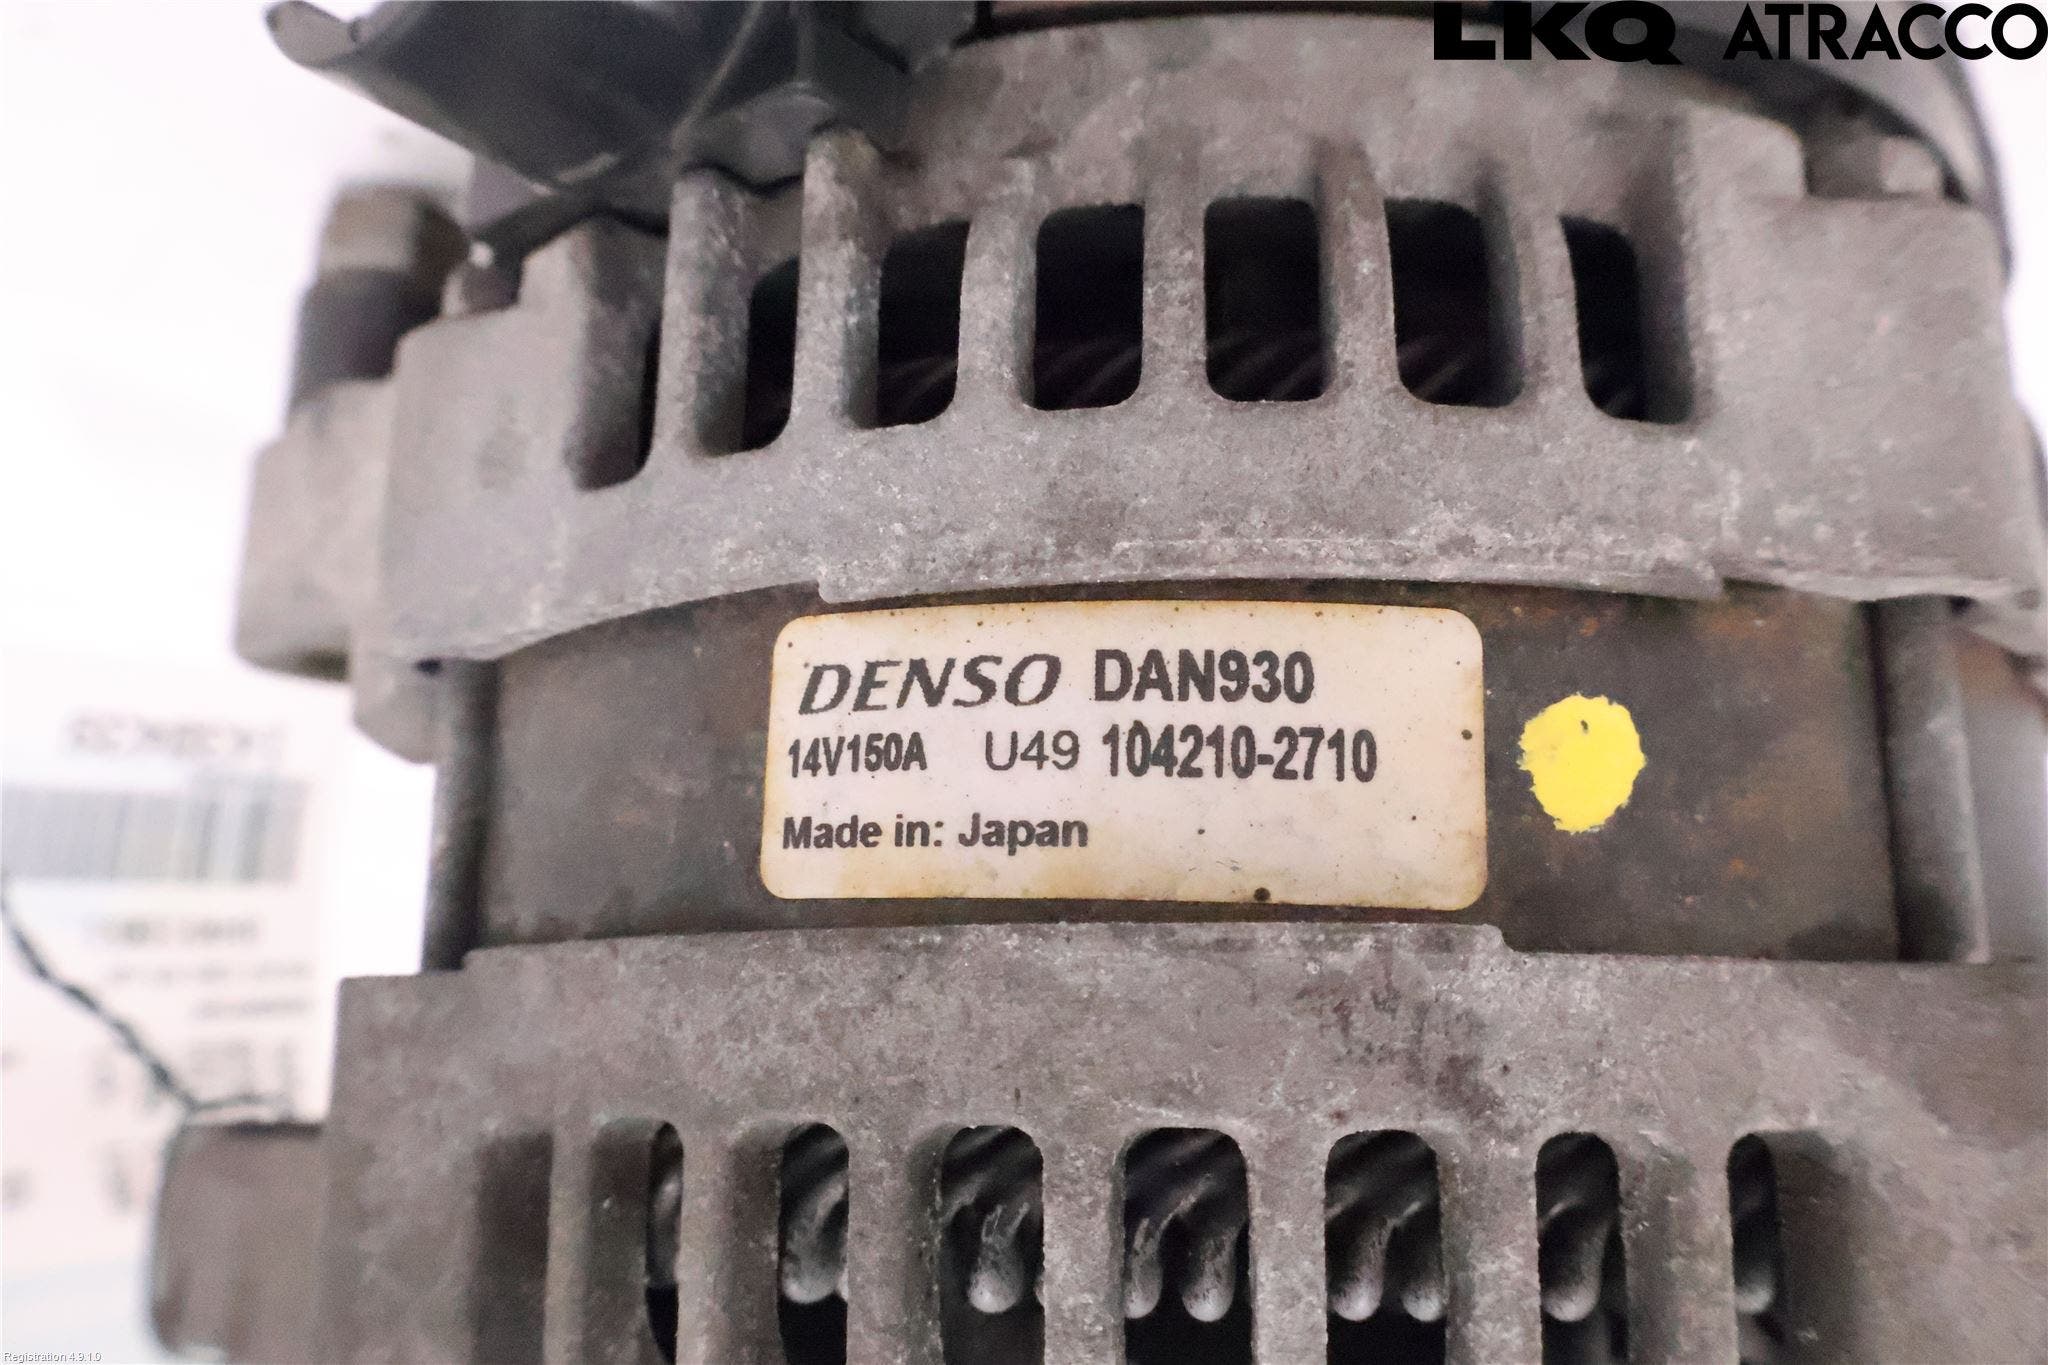 LKQ ATRACCO
DENSO DAN930
14V150A U49 104210-2710
Made in: Japan
Registration 4.9.1.0